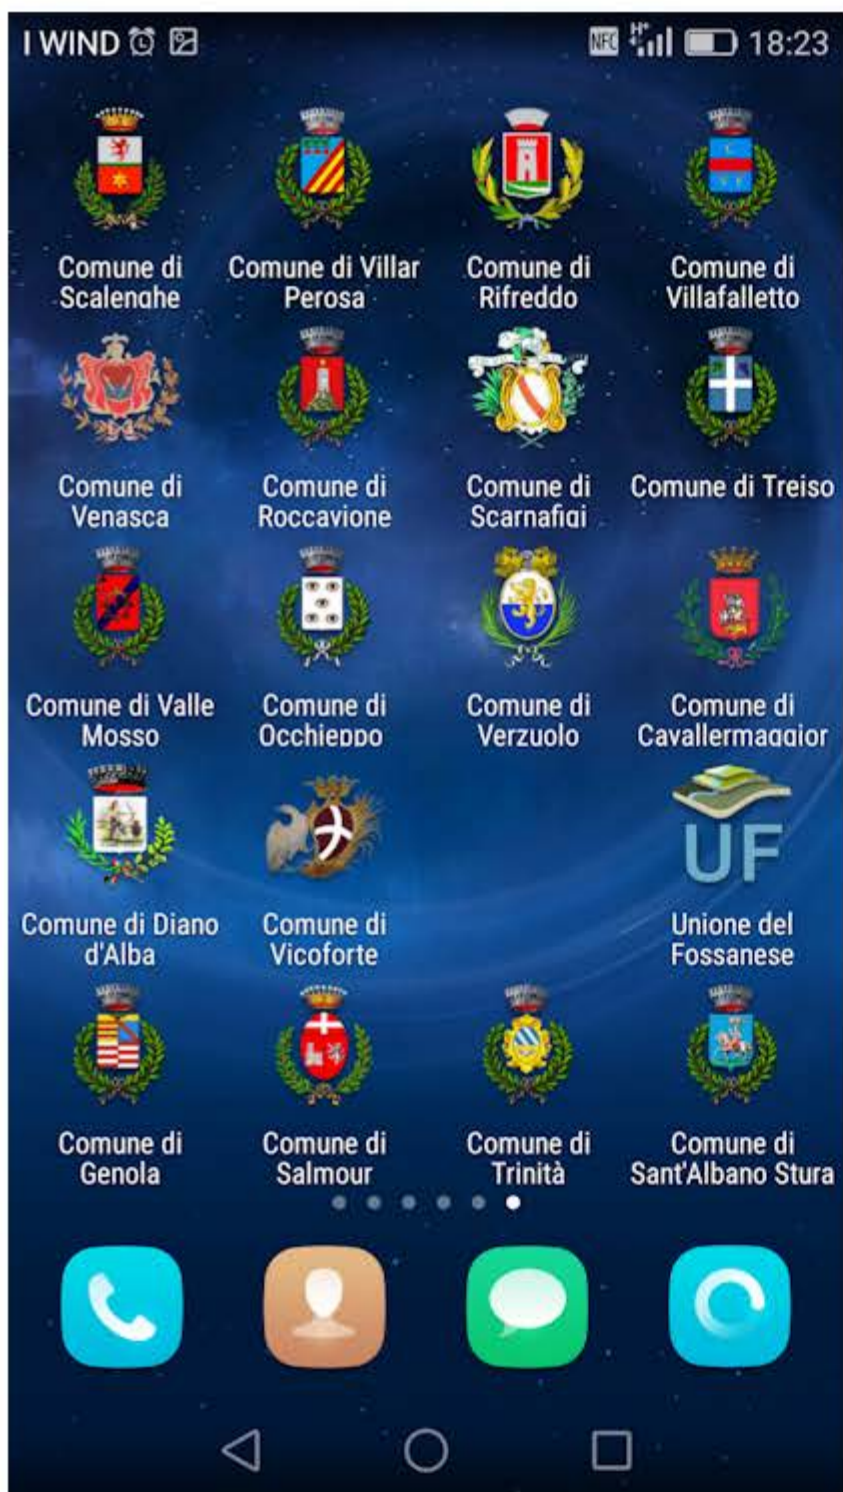 I WIND
NFC H+ 18:23
Comune di
Scalenghe
Comune di Villar
Perosa
Comune di
Rifreddo
Comune di
Villafalletto
Comune di
Venasca
Comune di
Roccavione
Comune di
Scarnafigi
Comune di Treiso
Comune di Valle
Mosso
Comune di
Occhieppo
Comune di
Verzuolo
Comune di
Cavallermaggior
Comune di Diano
d'Alba
Comune di
Vicoforte
UF
Unione del
Fossanese
Comune di
Genola
Comune di
Salmour
Comune di
Trinità
Comune di
Sant'Albano Stura